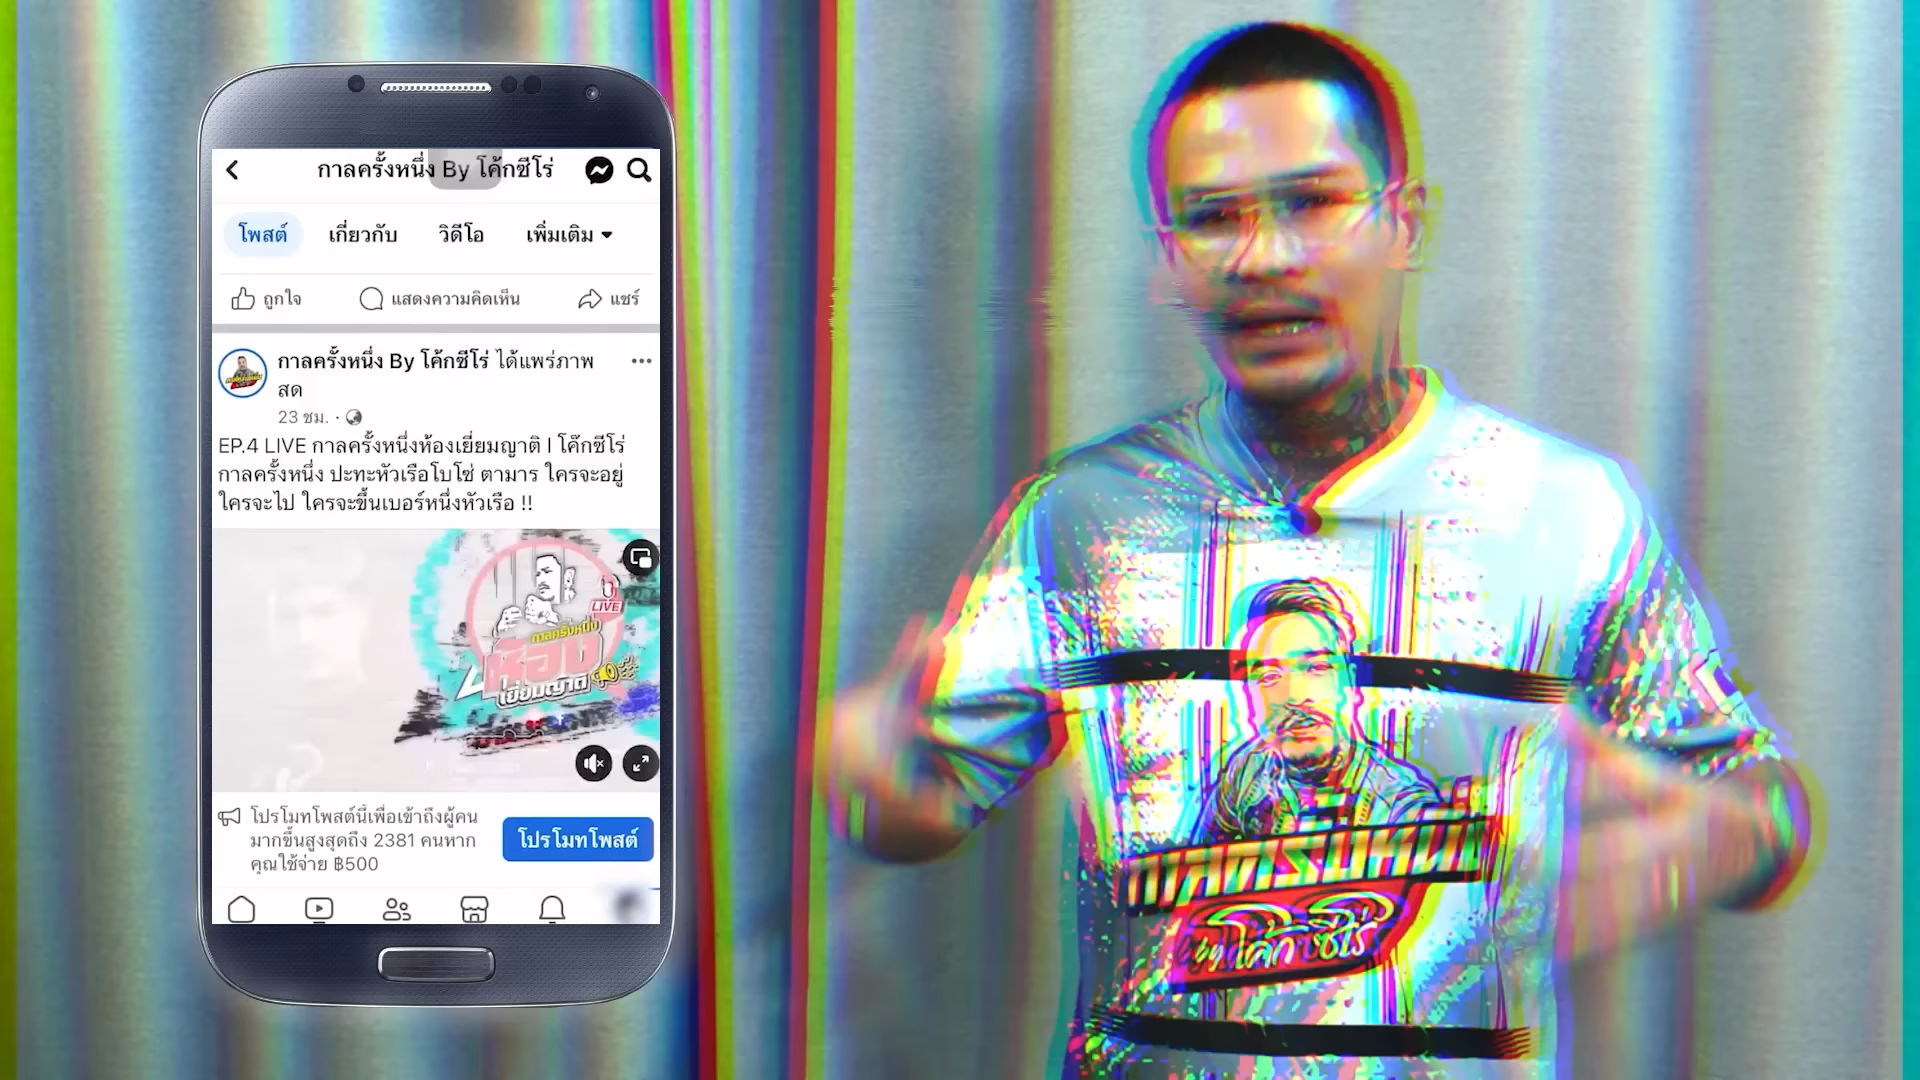 กาลครั้งหนึ่ง By โค้กซีโร่
โพสต์ เกี่ยวกับ วิดีโอ เพิ่มเติม
ถูกใจ แสดงความคิดเห็น แชร์
กาลครั้งหนึ่ง By โค้กซีโร่ ได้แพร่ภาพ
สด
23 ชม. ·
EP.4 LIVE กาลครั้งหนึ่งห้องเยี่ยมญาติ l โค๊กซีโร่
กาลครั้งหนึ่ง ปะทะหัวเรือโบโซ่ ตามาร ใครจะอยู่
ใครจะไป ใครจะขึ้นเบอร์หนึ่งหัวเรือ !!
LIVE
กาลครั้งหนึ่ง
ห้อง
เยี่ยมญาติ
โปรโมทโพสต์นี้เพื่อเข้าถึงผู้คน
มากขึ้นสูงสุดถึง 2381 คนหาก
คุณใช้จ่าย ฿500
โปรโมทโพสต์
กาลครั้งหนึ่ง
by โค้ก ซีโร่